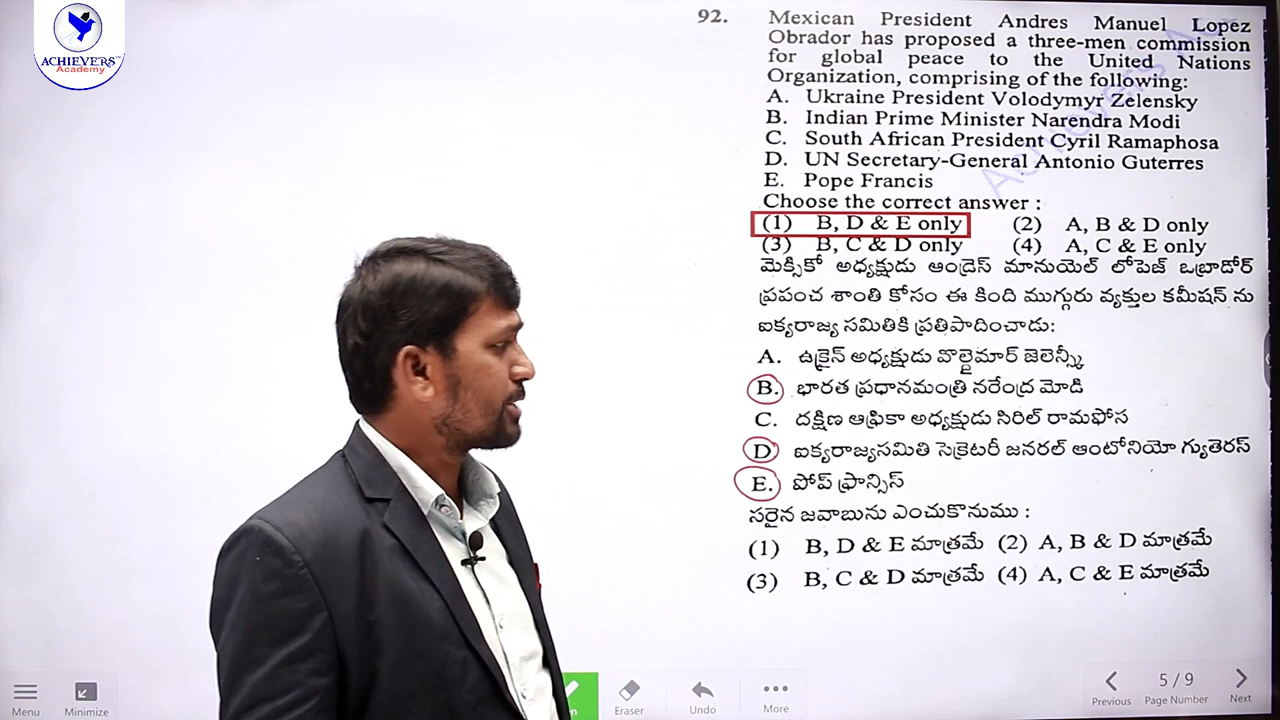 ACHIEVERS
Academy
92. Mexican President Andres Manuel Lopez
Obrador has proposed a three-men commission
for global peace to the United Nations
Organization, comprising of the following:
A. Ukraine President Volodymyr Zelensky
B. Indian Prime Minister Narendra Modi
C. South African President Cyril Ramaphosa
D. UN Secretary-General Antonio Guterres
E. Pope Francis
Choose the correct answer :
(1) B, D & E only (2) A, B & D only
(3) B, C & D only (4) A, C & E only
మెక్సికో అధ్యక్షుడు ఆండ్రెస్ మానుయెల్ లోపెజ్ ఒబ్రాడోర్
ప్రపంచ శాంతి కోసం ఈ కింది ముగ్గురు వ్యక్తుల కమీషన్ ను
ఐక్యరాజ్య సమితికి ప్రతిపాదించాడు:
A. ఉక్రైన్ అధ్యక్షుడు వొల్దైమార్ జెలెన్స్కీ
B. భారత ప్రధానమంత్రి నరేంద్ర మోడి
C. దక్షిణ ఆఫ్రికా అధ్యక్షుడు సిరిల్ రామఫోస
D. ఐక్యరాజ్యసమితి సెక్రెటరీ జనరల్ ఆంటోనియో గ్యుతెరస్
E. పోప్ ఫ్రాన్సిస్
సరైన జవాబును ఎంచుకొనుము :
(1) B, D & E మాత్రమే (2) A, B & D మాత్రమే
(3) B, C & D మాత్రమే (4) A, C & E మాత్రమే
Menu Minimize Eraser Undo More Previous 5 / 9 Page Number Next